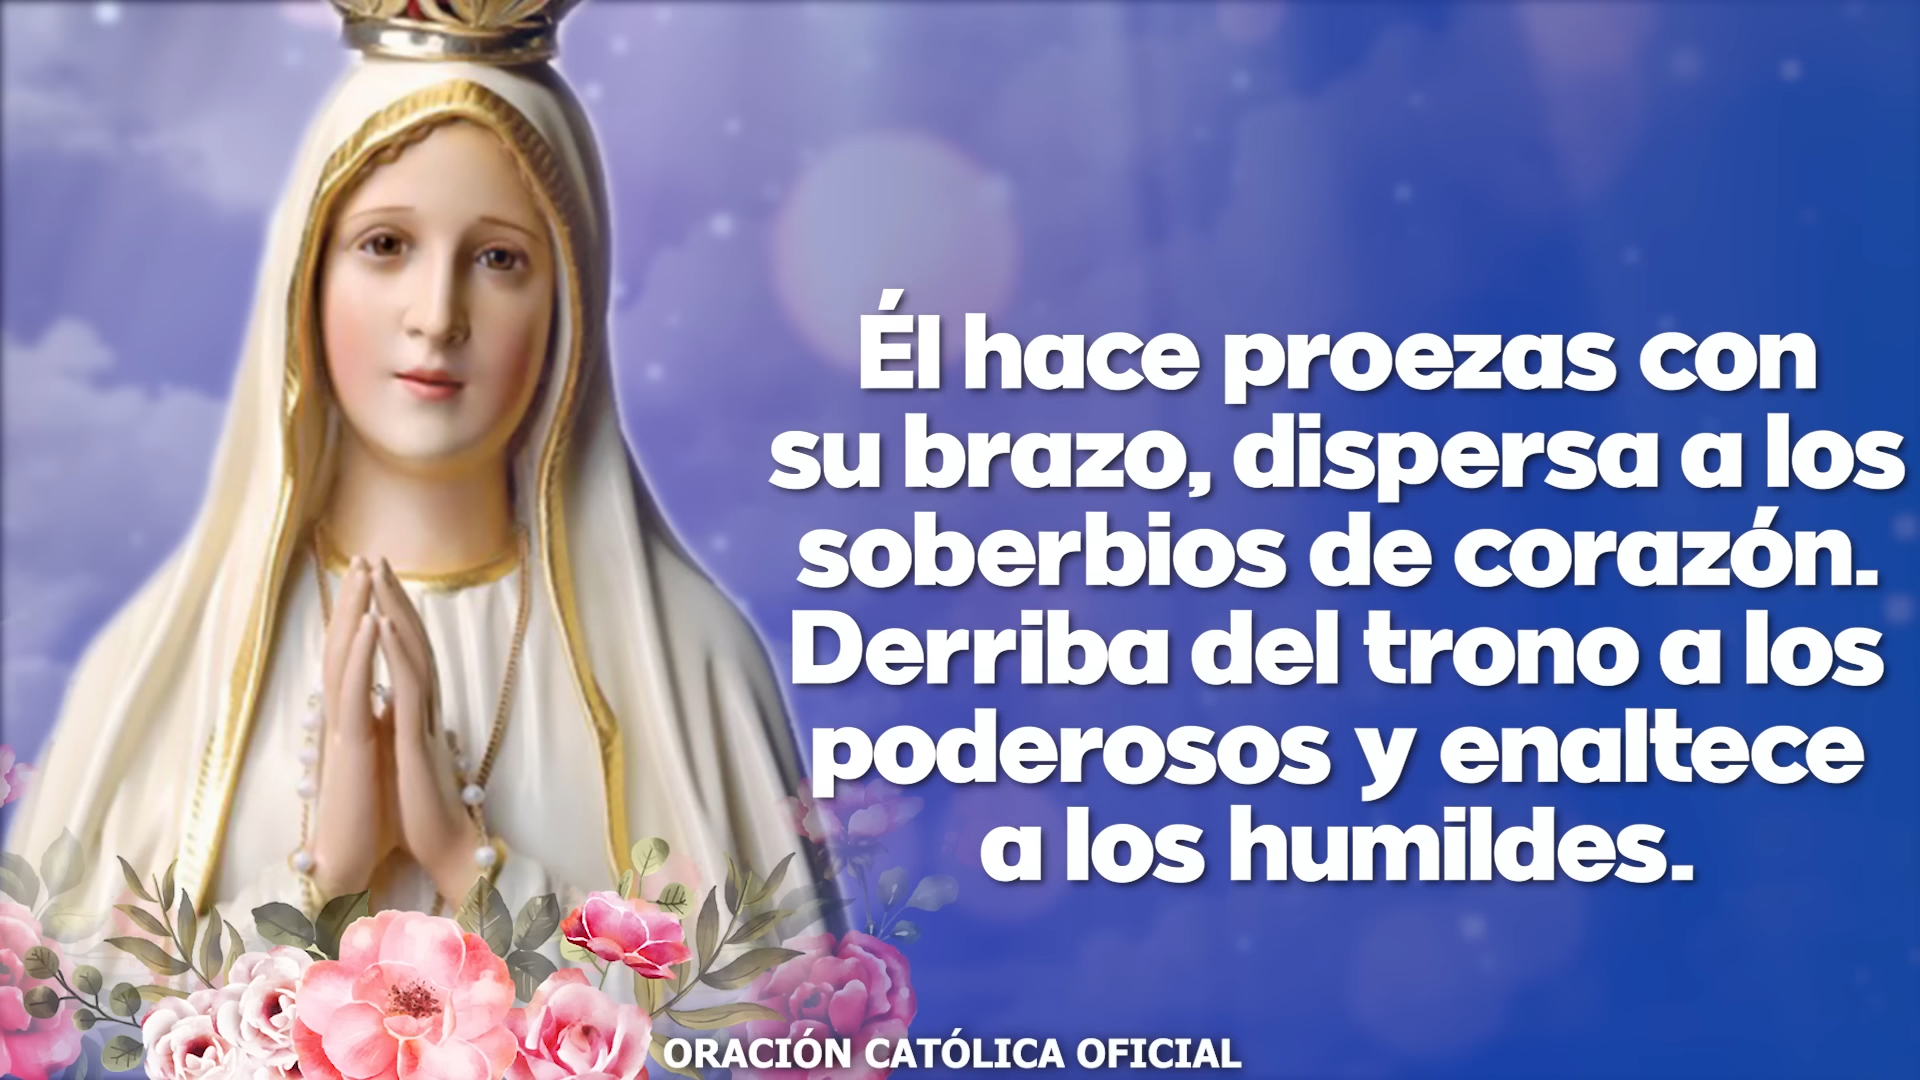 Él hace proezas con
su brazo, dispersa a los
soberbios de corazón.
Derriba del trono a los
poderosos y enaltece
a los humildes.
ORACIÓN CATÓLICA OFICIAL